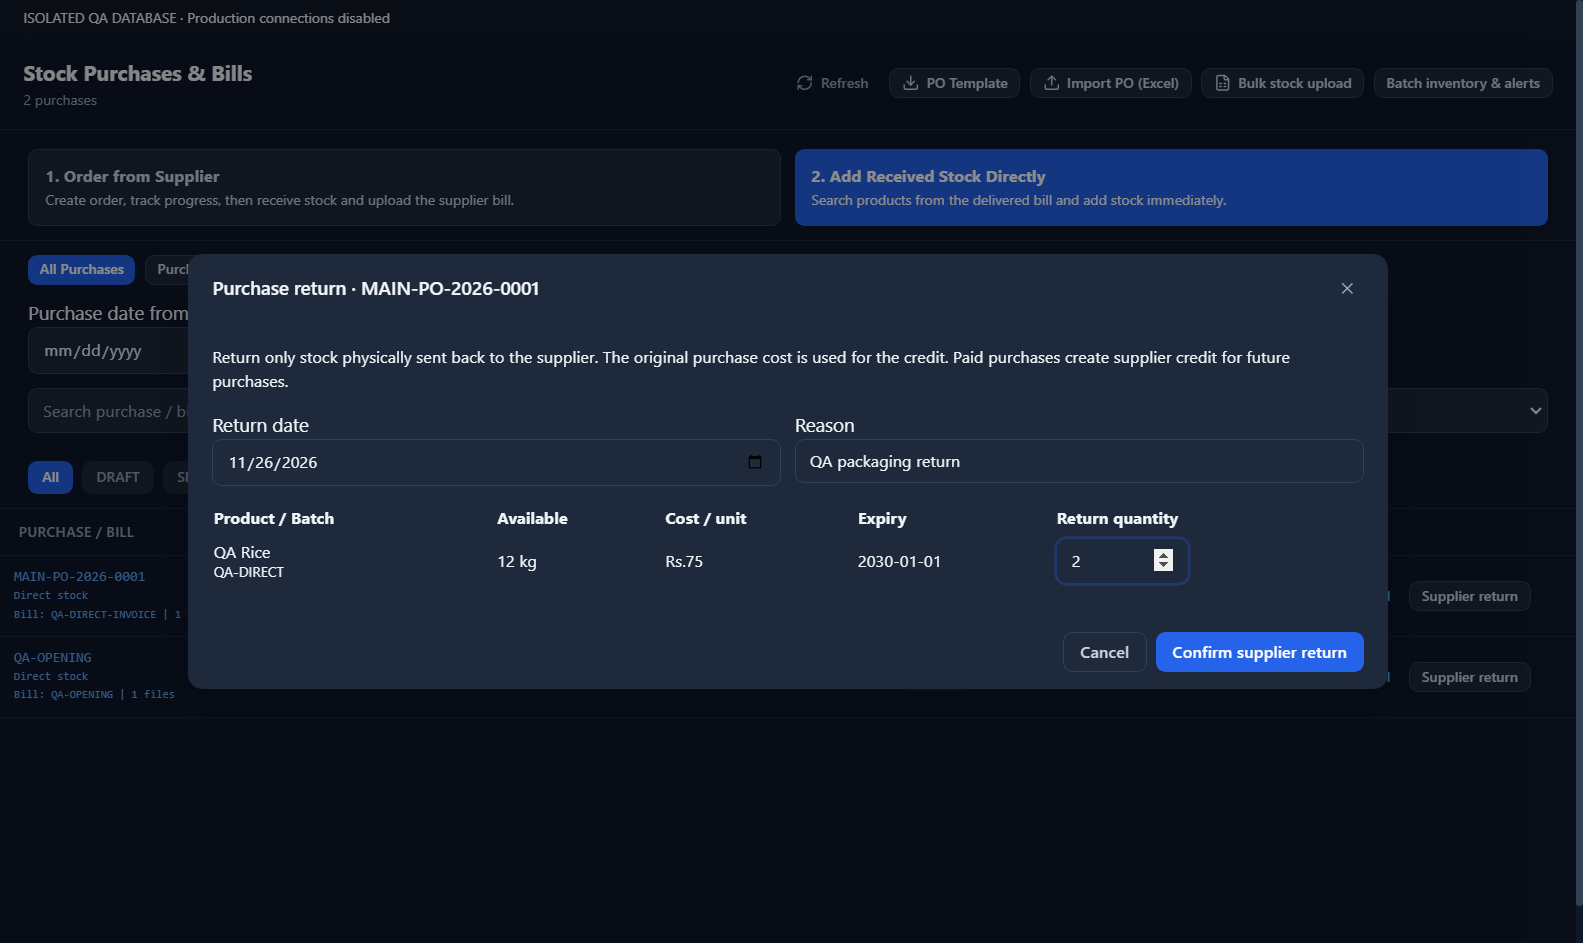 ISOLATED QA DATABASE · Production connections disabled
Stock Purchases & Bills
2 purchases
Refresh
PO Template
Import PO (Excel)
Bulk stock upload
Batch inventory & alerts
1. Order from Supplier
Create order, track progress, then receive stock and upload the supplier bill.
2. Add Received Stock Directly
Search products from the delivered bill and add stock immediately.
All Purchases
Purchase date from
mm/dd/yyyy
Search purchase /
All
DRAFT
PURCHASE / BILL
MAIN-PO-2026-0001
Direct stock
Bill: QA-DIRECT-INVOICE | 1
Supplier return
QA-OPENING
Direct stock
Bill: QA-OPENING | 1 files
Supplier return
Purchase return · MAIN-PO-2026-0001
Return only stock physically sent back to the supplier. The original purchase cost is used for the credit. Paid purchases create supplier credit for future
purchases.
Return date
Reason
11/26/2026
QA packaging return
Product / Batch
Available
Cost / unit
Expiry
Return quantity
QA Rice
QA-DIRECT
12 kg
Rs.75
2030-01-01
2
Cancel
Confirm supplier return